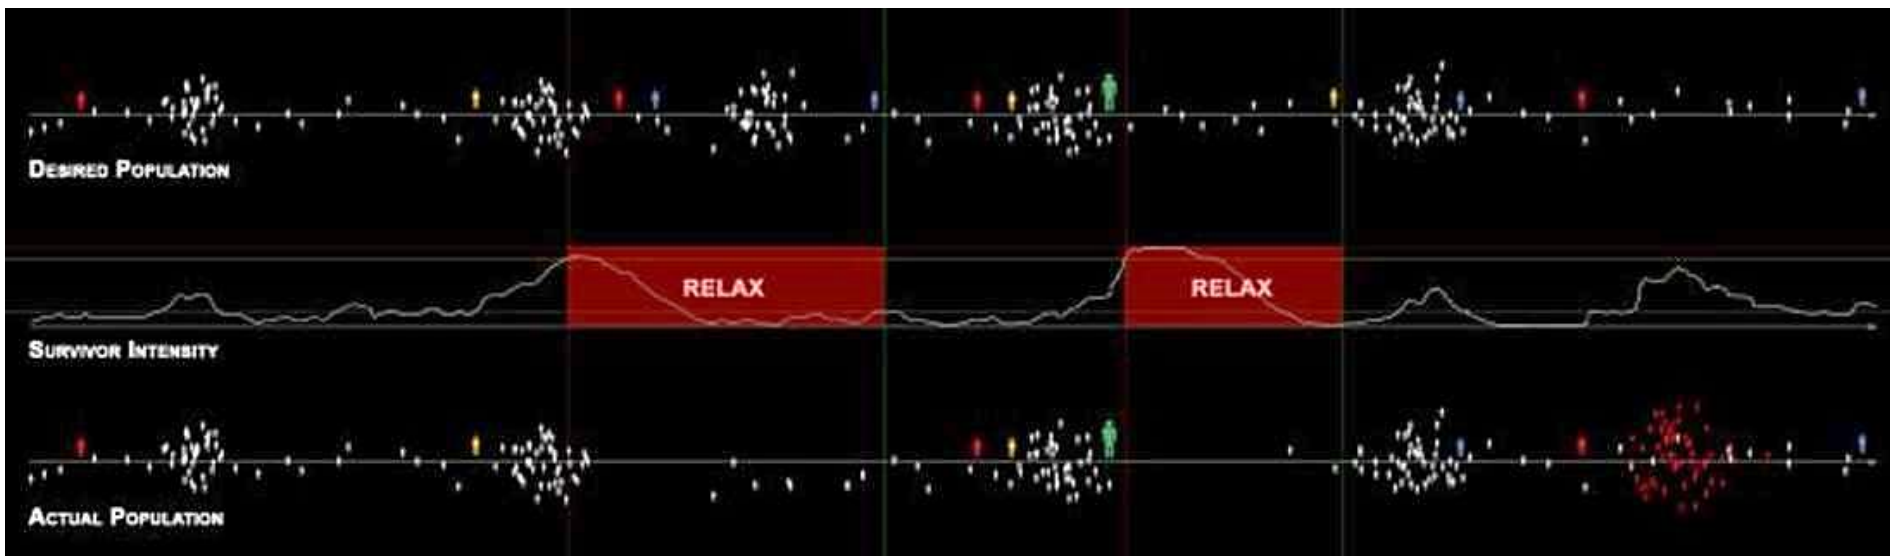 DESIRED POPULATION
RELAX
RELAX
SURVIVOR INTENSITY
ACTUAL POPULATION